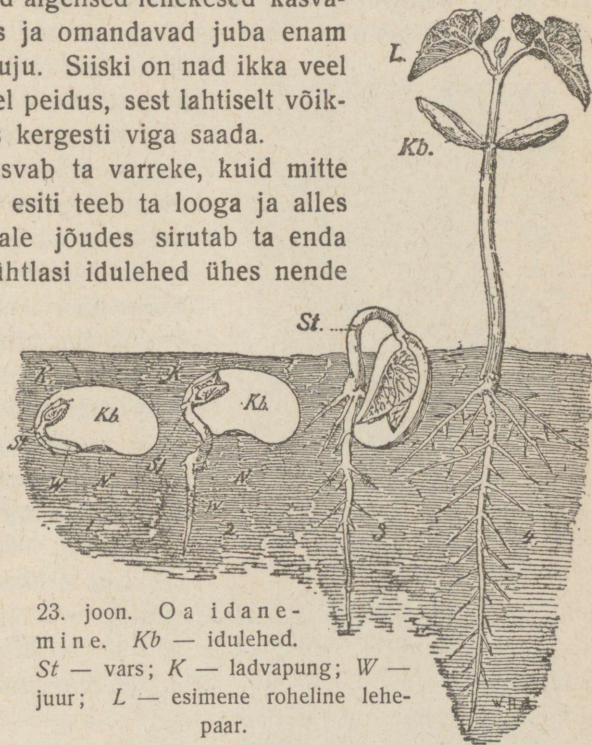 d algelised lehekesed kasva-
s ja omandavad juba enam
uju. Siiski on nad ikka veel
el peidus, sest lahtiselt võik-
s kergesti viga saada.
svab ta varreke, kuid mitte
esiti teeb ta looga ja alles
ale jõudes sirutab ta enda
ühtlasi idulehed ühes nende
L.
Kb.
St.
K
Kb.
St
W
N
1
K
Kb.
St
N
W.
2
3
4
23. joon. Oa idane-
mine. Kb — idulehed.
St — vars; K — ladvapung; W —
juur; L — esimene roheline lehe-
paar.